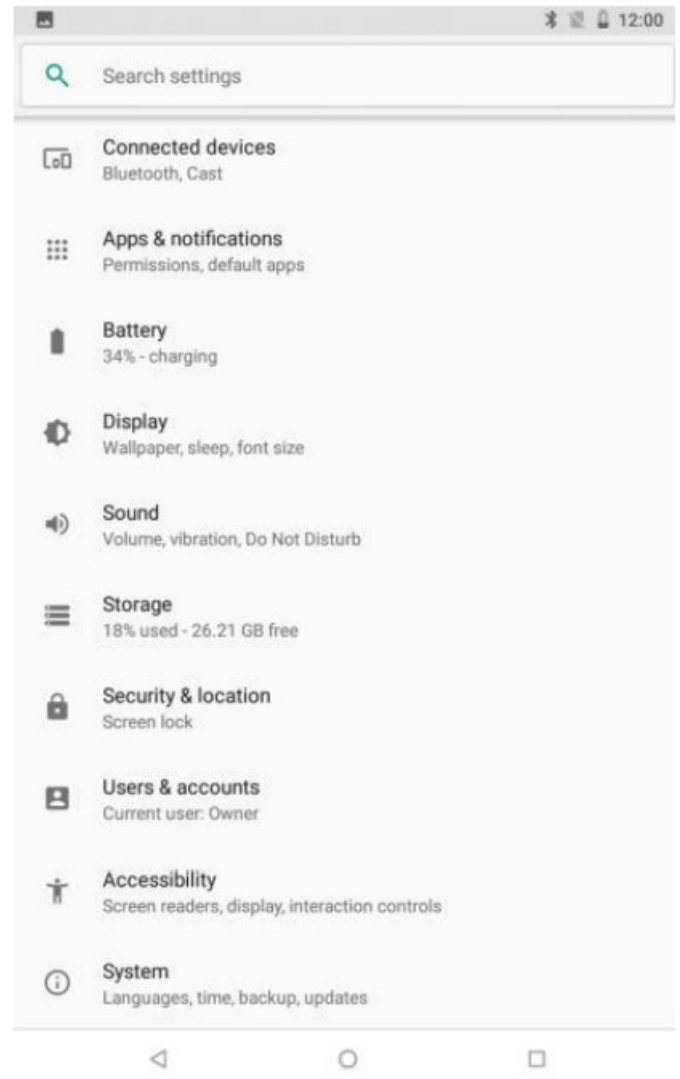 12:00
Search settings
Connected devices
Bluetooth, Cast
Apps & notifications
Permissions, default apps
Battery
34% - charging
Display
Wallpaper, sleep, font size
Sound
Volume, vibration, Do Not Disturb
Storage
18% used - 26.21 GB free
Security & location
Screen lock
Users & accounts
Current user: Owner
Accessibility
Screen readers, display, interaction controls
System
Languages, time, backup, updates